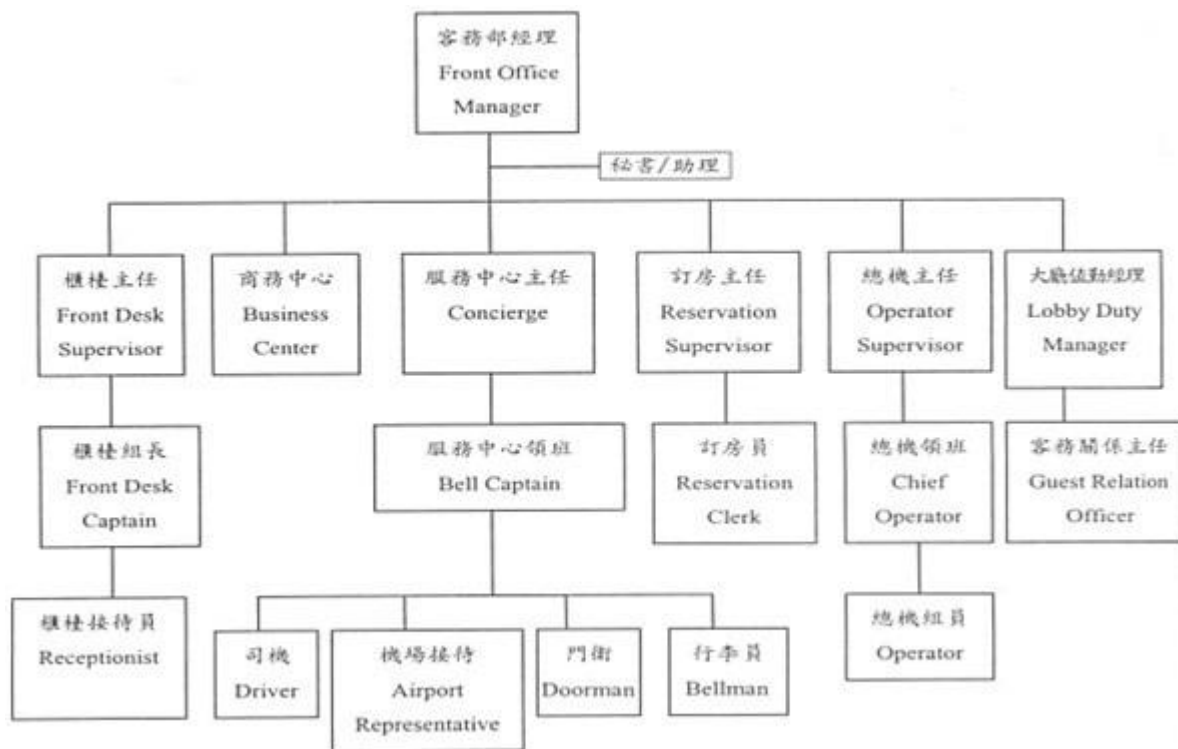 客務部經理
Front Office
Manager
秘書/助理
櫃檯主任
Front Desk
Supervisor
商務中心
Business
Center
服務中心主任
Concierge
訂房主任
Reservation
Supervisor
總機主任
Operator
Supervisor
大廳值勤經理
Lobby Duty
Manager
櫃檯組長
Front Desk
Captain
服務中心領班
Bell Captain
訂房員
Reservation
Clerk
總機領班
Chief
Operator
客務關係主任
Guest Relation
Officer
櫃檯接待員
Receptionist
司機
Driver
機場接待
Airport
Representative
門衛
Doorman
行李員
Bellman
總機組員
Operator